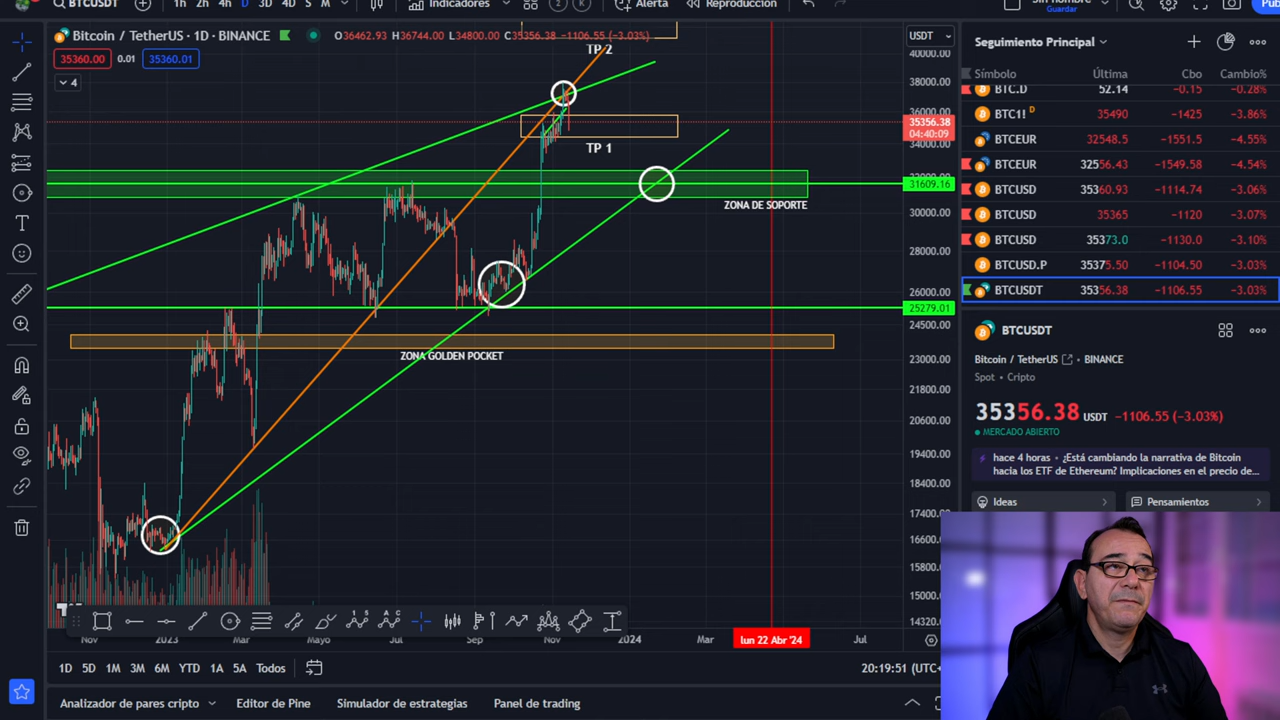 BTCUSDT 1h 2h 4h D 3D 4D S M Indicadores Alerta Reproducción
Guardar
Bitcoin / TetherUS · 1D · BINANCE O36462.93 H36744.00 L34800.00 C35356.38 −1106.55 (−3.03%)
35360.00 0.01 35360.01
4
TP 2
TP 1
ZONA DE SOPORTE
ZONA GOLDEN POCKET
USDT
40000.00
38000.00
36000.00
35356.38
04:40:09
34000.00
32000.00
31609.16
30000.00
28000.00
26000.00
25279.01
24500.00
23000.00
21800.00
20600.00
19400.00
18400.00
17400.00
16600.00
15800.00
15000.00
14320.00
Nov 2023 Mar Mayo Jul Sep Nov 2024 Mar lun 22 Abr '24 Jul
1D 5D 1M 3M 6M YTD 1A 5A Todos
20:19:51 (UTC+
Analizador de pares cripto Editor de Pine Simulador de estrategias Panel de trading
Seguimiento Principal
Símbolo Última Cbo Cambio%
BTC.D 52.14 −0.15 −0.28%
BTC1! D 35490 −1425 −3.86%
BTCEUR 32548.5 −1551.5 −4.55%
BTCEUR 32556.43 −1549.58 −4.54%
BTCUSD 35360.93 −1114.74 −3.06%
BTCUSD 35365 −1120 −3.07%
BTCUSD 35373.0 −1130.0 −3.10%
BTCUSD.P 35375.50 −1104.50 −3.03%
BTCUSDT 35356.38 −1106.55 −3.03%
BTCUSDT
Bitcoin / TetherUS · BINANCE
Spot · Cripto
35356.38 USDT −1106.55 (−3.03%)
MERCADO ABIERTO
hace 4 horas · ¿Está cambiando la narrativa de Bitcoin
hacia los ETF de Ethereum? Implicaciones en el precio de...
Ideas
Pensamientos